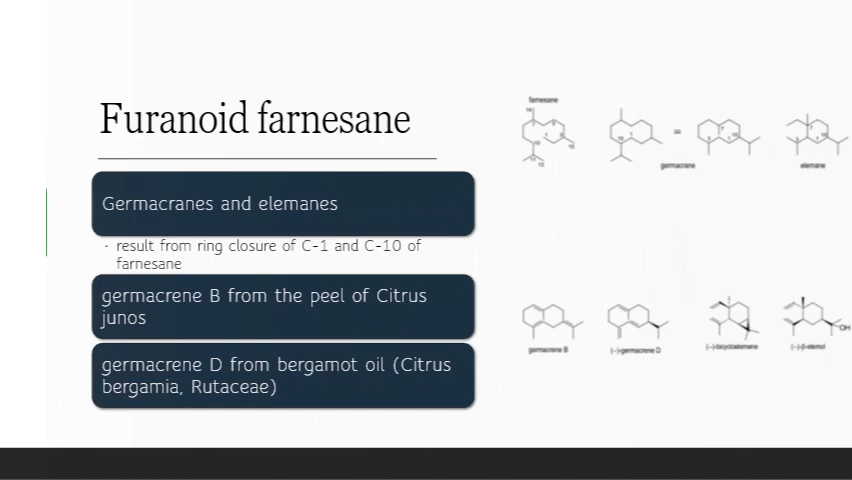 Furanoid farnesane
Germacranes and elemanes
· result from ring closure of C-1 and C-10 of
farnesane
germacrene B from the peel of Citrus
junos
germacrene D from bergamot oil (Citrus
bergamia, Rutaceae)
farnesane
germacrane
elemane
germacrene B
(−)-germacrene D
(−)-bicycloelemene
(−)-β-elemol
OH